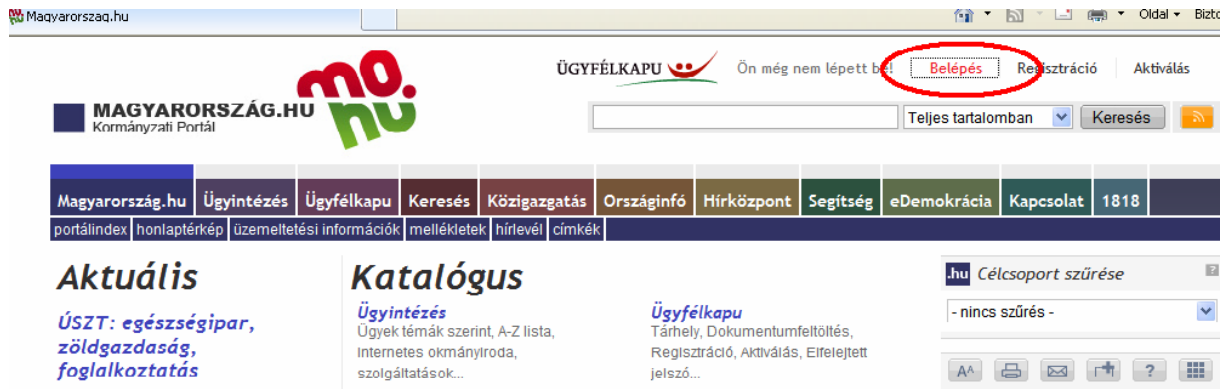 Magyarorszag.hu
Oldal
ÜGYFÉLKAPU Ön még nem lépett be! Belépés Regisztráció Aktiválás
mo.hu
MAGYARORSZÁG.HU
Kormányzati Portál
Teljes tartalomban Keresés
Magyarország.hu Ügyintézés Ügyfélkapu Keresés Közigazgatás Országinfó Hírközpont Segítség eDemokrácia Kapcsolat 1818
portálindex honlaptérkép üzemeltetési információk mellékletek hírlevél címkék
Aktuális
ÚSZT: egészségipar,
zöldgazdaság,
foglalkoztatás
Katalógus
Ügyintézés
Ügyek témák szerint, A-Z lista,
Internetes okmányiroda,
szolgáltatások...
Ügyfélkapu
Tárhely, Dokumentumfeltöltés,
Regisztráció, Aktiválás, Elfelejtett
jelszó...
.hu Célcsoport szűrése ?
- nincs szűrés -
AA ?